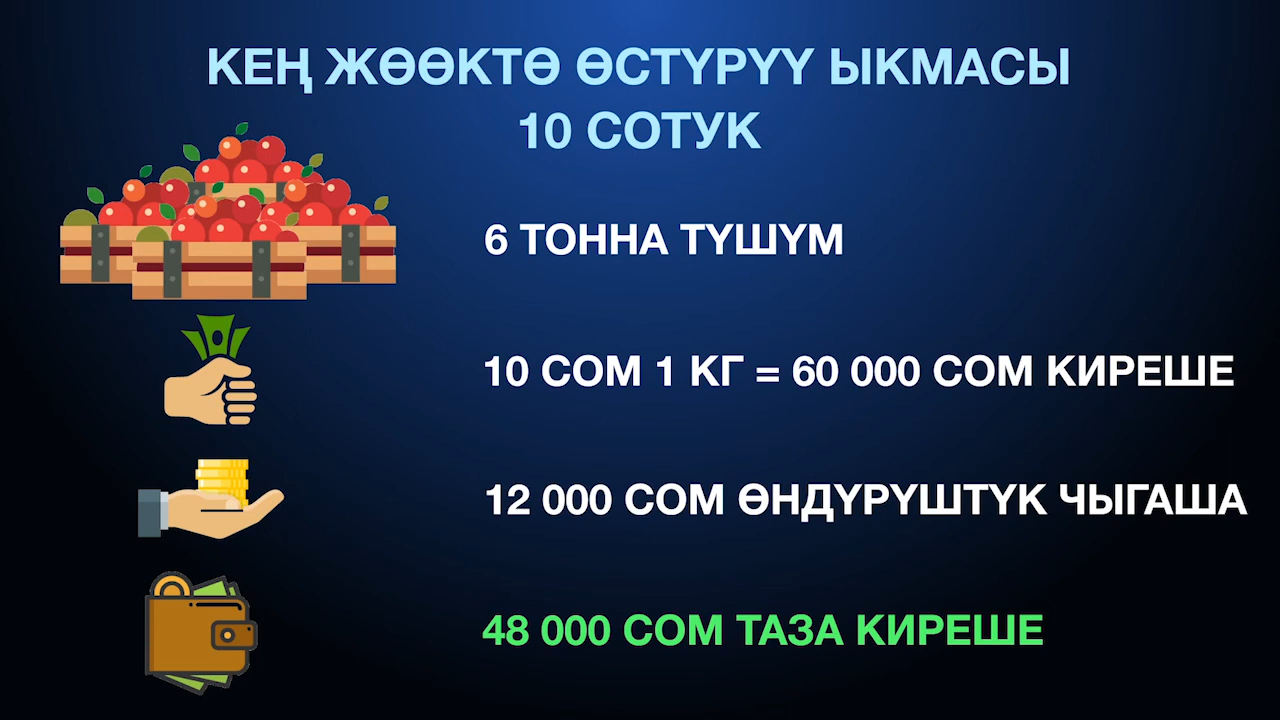 КЕҢ ЖӨӨКТӨ ӨСТҮРҮҮ ЫКМАСЫ
10 СОТУК
6 ТОННА ТҮШҮМ
10 СОМ 1 КГ = 60 000 СОМ КИРЕШЕ
12 000 СОМ ӨНДҮРҮШТҮК ЧЫГАША
48 000 СОМ ТАЗА КИРЕШЕ